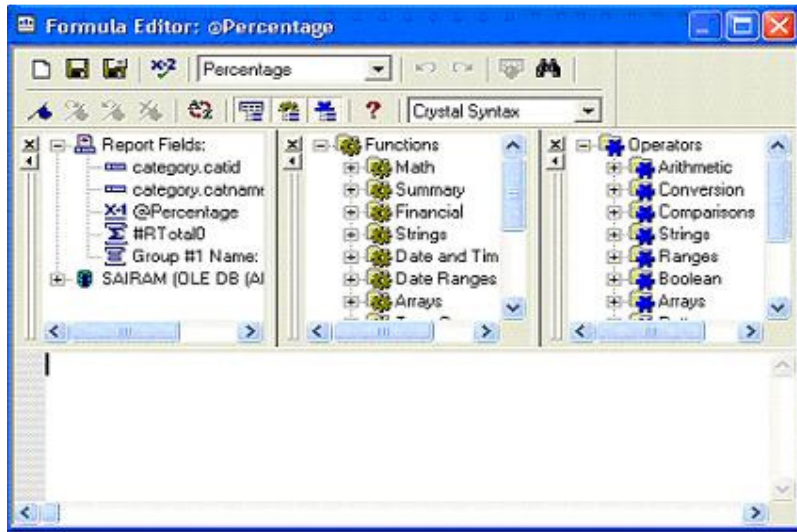 Formula Editor: @Percentage
Percentage
Crystal Syntax
Report Fields:
category.catid
category.catname
@Percentage
#RTotal0
Group #1 Name:
SAIRAM (OLE DB (A
Functions
Math
Summary
Financial
Strings
Date and Tim
Date Ranges
Arrays
Operators
Arithmetic
Conversion
Comparisons
Strings
Ranges
Boolean
Arrays